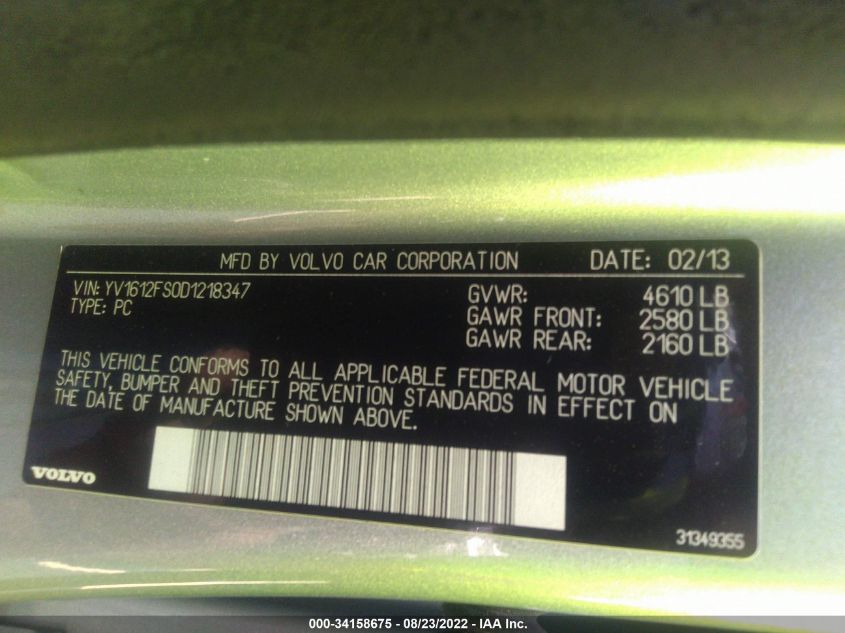 MFD BY VOLVO CAR CORPORATION DATE: 02/13
VIN: YV1612FS0D1218347
TYPE: PC
GVWR: 4610 LB
GAWR FRONT: 2580 LB
GAWR REAR: 2160 LB
THIS VEHICLE CONFORMS TO ALL APPLICABLE FEDERAL MOTOR VEHICLE
SAFETY, BUMPER AND THEFT PREVENTION STANDARDS IN EFFECT ON
THE DATE OF MANUFACTURE SHOWN ABOVE.
VOLVO
31349355
000-34158675 - 08/23/2022 - IAA Inc.